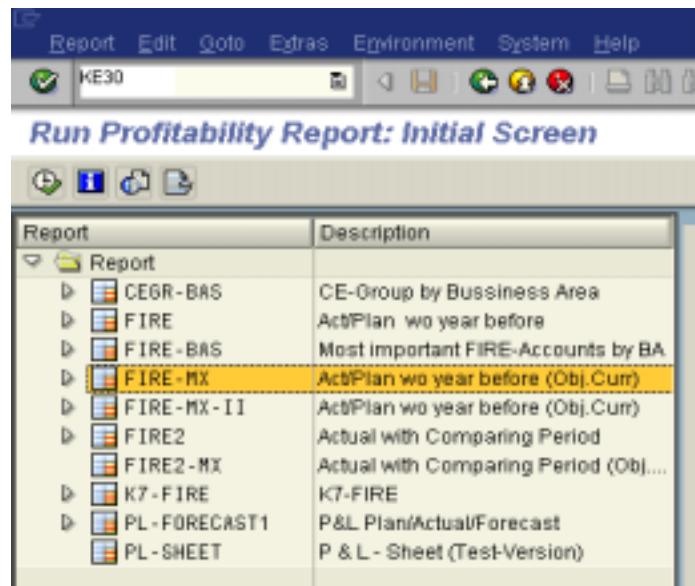 Report Edit Goto Extras Environment System Help
KE30
Run Profitability Report: Initial Screen
Report Description
Report
CEGR-BAS CE-Group by Bussiness Area
FIRE Act/Plan wo year before
FIRE-BAS Most important FIRE-Accounts by BA
FIRE-MX Act/Plan wo year before (Obj.Curr)
FIRE-MX-II Act/Plan wo year before (Obj.Curr)
FIRE2 Actual with Comparing Period
FIRE2-MX Actual with Comparing Period (Obj....
K7-FIRE K7-FIRE
PL-FORECAST1 P&L Plan/Actual/Forecast
PL-SHEET P & L - Sheet (Test-Version)